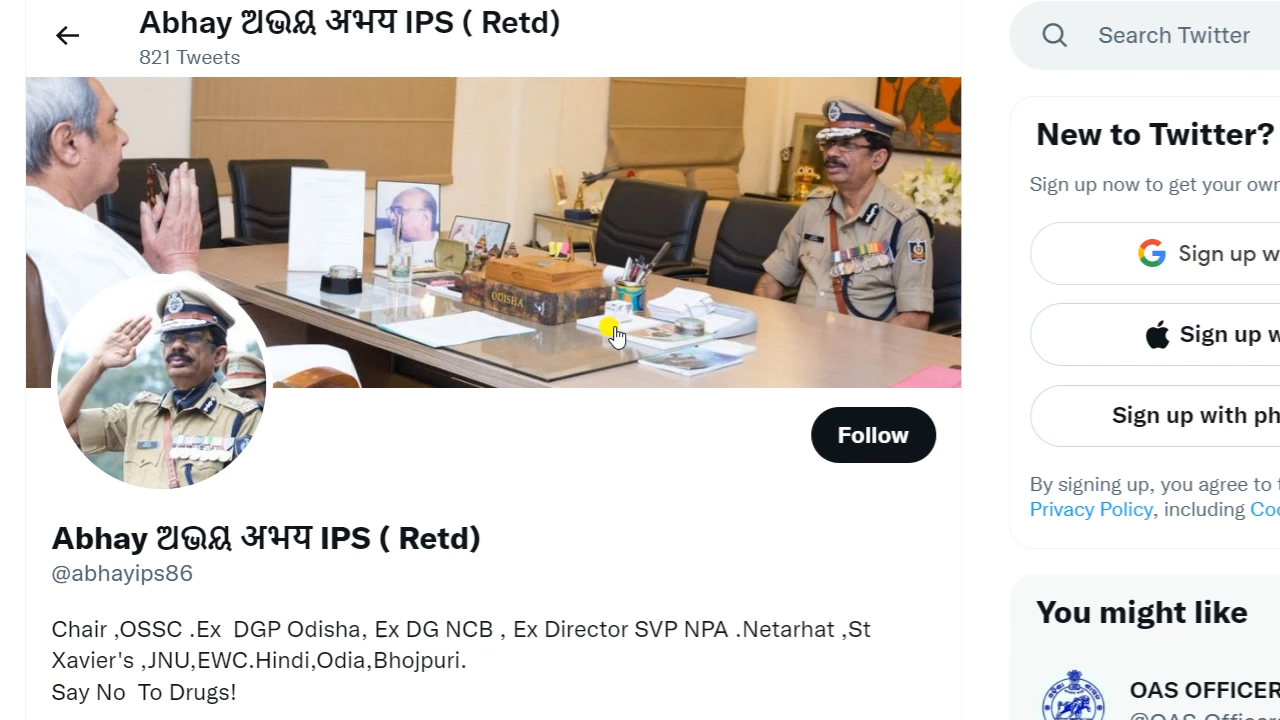 Abhay ଅଭୟ अभय IPS ( Retd)
821 Tweets
Search Twitter
New to Twitter?
Sign up now to get your own
Sign up w
Sign up w
Sign up with ph
By signing up, you agree to t
Privacy Policy, including Coo
ODISHA
Follow
Abhay ଅଭୟ अभय IPS ( Retd)
@abhayips86
Chair ,OSSC .Ex  DGP Odisha, Ex DG NCB , Ex Director SVP NPA .Netarhat ,St
Xavier's ,JNU,EWC.Hindi,Odia,Bhojpuri.
Say No  To Drugs!
You might like
OAS OFFICER